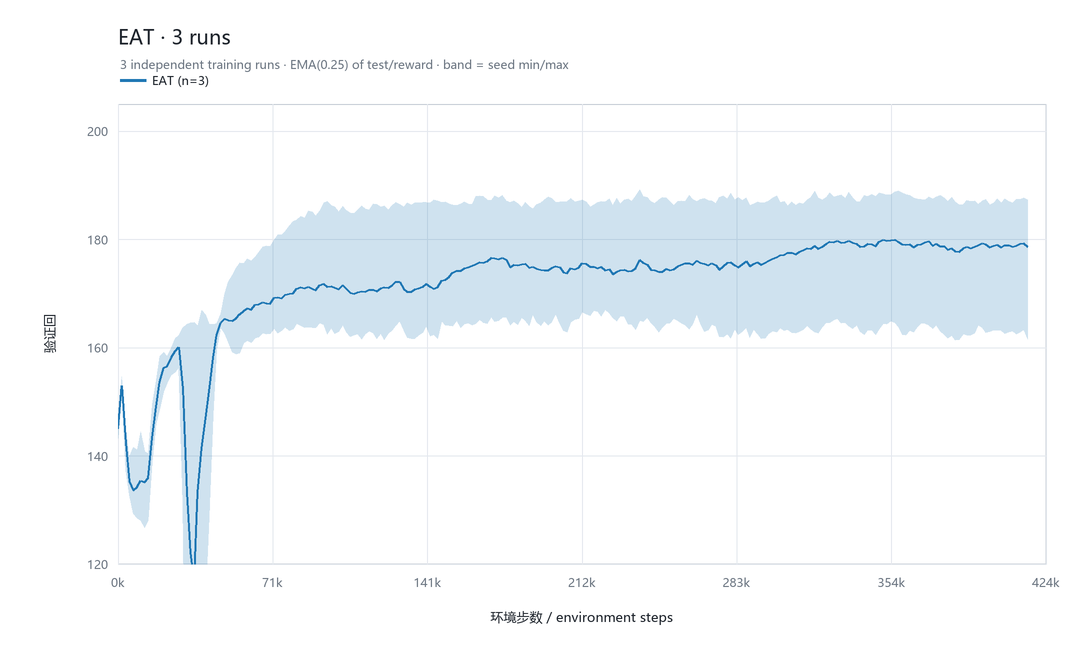 EAT · 3 runs
3 independent training runs · EMA(0.25) of test/reward · band = seed min/max
EAT (n=3)
200
180
160
140
120
验证回
0k
71k
141k
212k
283k
354k
424k
环境步数 / environment steps